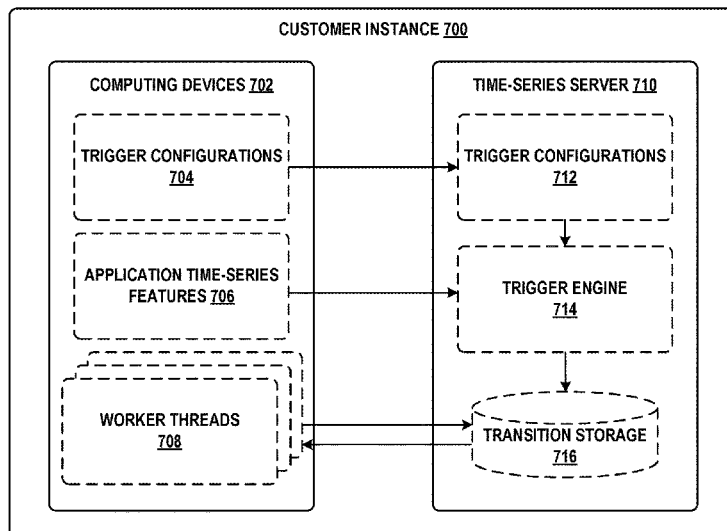 CUSTOMER INSTANCE 700
COMPUTING DEVICES 702
TRIGGER CONFIGURATIONS
704
APPLICATION TIME-SERIES
FEATURES 706
WORKER THREADS
708
TIME-SERIES SERVER 710
TRIGGER CONFIGURATIONS
712
TRIGGER ENGINE
714
TRANSITION STORAGE
716